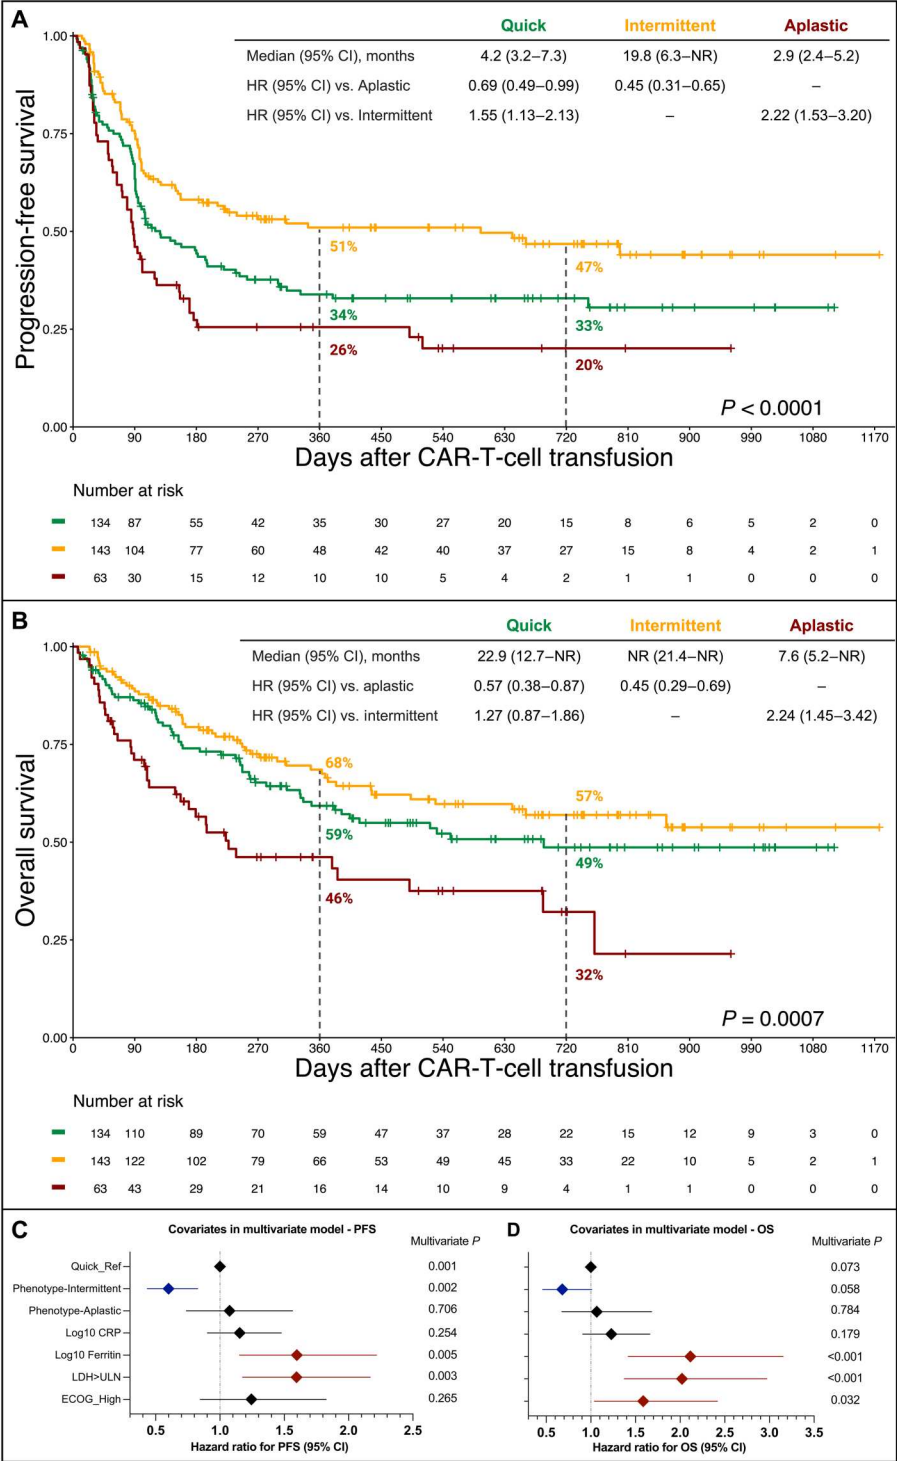 A
Quick Intermittent Aplastic
Median (95% CI), months 4.2 (3.2–7.3) 19.8 (6.3–NR) 2.9 (2.4–5.2)
HR (95% CI) vs. Aplastic 0.69 (0.49–0.99) 0.45 (0.31–0.65) –
HR (95% CI) vs. Intermittent 1.55 (1.13–2.13) – 2.22 (1.53–3.20)
Progression-free survival
1.00
0.75
0.50
0.25
0.00
51%
47%
34%
33%
26%
20%
P < 0.0001
0 90 180 270 360 450 540 630 720 810 900 990 1080 1170
Days after CAR-T-cell transfusion
Number at risk
134 87 55 42 35 30 27 20 15 8 6 5 2 0
143 104 77 60 48 42 40 37 27 15 8 4 2 1
63 30 15 12 10 10 5 4 2 1 1 0 0 0
B
Quick Intermittent Aplastic
Median (95% CI), months 22.9 (12.7–NR) NR (21.4–NR) 7.6 (5.2–NR)
HR (95% CI) vs. aplastic 0.57 (0.38–0.87) 0.45 (0.29–0.69) –
HR (95% CI) vs. intermittent 1.27 (0.87–1.86) – 2.24 (1.45–3.42)
Overall survival
1.00
0.75
0.50
0.25
0.00
68%
57%
59%
49%
46%
32%
P = 0.0007
0 90 180 270 360 450 540 630 720 810 900 990 1080 1170
Days after CAR-T-cell transfusion
Number at risk
134 110 89 70 59 47 37 28 22 15 12 9 3 0
143 122 102 79 66 53 49 45 33 22 10 5 2 1
63 43 29 21 16 14 10 9 4 1 1 0 0 0
C
Covariates in multivariate model - PFS
Multivariate P
Quick_Ref 0.001
Phenotype-Intermittent 0.002
Phenotype-Aplastic 0.706
Log10 CRP 0.254
Log10 Ferritin 0.005
LDH>ULN 0.003
ECOG_High 0.265
0.5 1.0 1.5 2.0 2.5
Hazard ratio for PFS (95% CI)
D
Covariates in multivariate model - OS
Multivariate P
0.073
0.058
0.784
0.179
<0.001
<0.001
0.032
0.5 1.0 1.5 2.0 2.5 3.0 3.5
Hazard ratio for OS (95% CI)